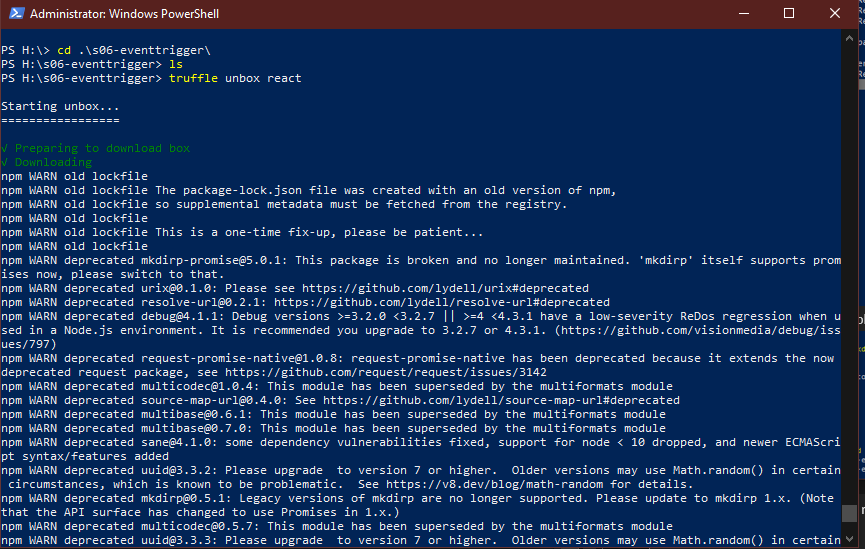 Administrator: Windows PowerShell
PS H:\> cd .\s06-eventtrigger\
PS H:\s06-eventtrigger> ls
PS H:\s06-eventtrigger> truffle unbox react
Starting unbox...
=================
√ Preparing to download box
√ Downloading
npm WARN old lockfile
npm WARN old lockfile The package-lock.json file was created with an old version of npm,
npm WARN old lockfile so supplemental metadata must be fetched from the registry.
npm WARN old lockfile
npm WARN old lockfile This is a one-time fix-up, please be patient...
npm WARN old lockfile
npm WARN deprecated mkdirp-promise@5.0.1: This package is broken and no longer maintained. 'mkdirp' itself supports prom
ises now, please switch to that.
npm WARN deprecated urix@0.1.0: Please see https://github.com/lydell/urix#deprecated
npm WARN deprecated resolve-url@0.2.1: https://github.com/lydell/resolve-url#deprecated
npm WARN deprecated debug@4.1.1: Debug versions >=3.2.0 <3.2.7 || >=4 <4.3.1 have a low-severity ReDos regression when u
sed in a Node.js environment. It is recommended you upgrade to 3.2.7 or 4.3.1. (https://github.com/visionmedia/debug/iss
ues/797)
npm WARN deprecated request-promise-native@1.0.8: request-promise-native has been deprecated because it extends the now
deprecated request package, see https://github.com/request/request/issues/3142
npm WARN deprecated multicodec@1.0.4: This module has been superseded by the multiformats module
npm WARN deprecated source-map-url@0.4.0: See https://github.com/lydell/source-map-url#deprecated
npm WARN deprecated multibase@0.6.1: This module has been superseded by the multiformats module
npm WARN deprecated multibase@0.7.0: This module has been superseded by the multiformats module
npm WARN deprecated sane@4.1.0: some dependency vulnerabilities fixed, support for node < 10 dropped, and newer ECMAScri
pt syntax/features added
npm WARN deprecated uuid@3.3.2: Please upgrade  to version 7 or higher.  Older versions may use Math.random() in certain
 circumstances, which is known to be problematic.  See https://v8.dev/blog/math-random for details.
npm WARN deprecated mkdirp@0.5.1: Legacy versions of mkdirp are no longer supported. Please update to mkdirp 1.x. (Note
that the API surface has changed to use Promises in 1.x.)
npm WARN deprecated multicodec@0.5.7: This module has been superseded by the multiformats module
npm WARN deprecated uuid@3.3.3: Please upgrade  to version 7 or higher.  Older versions may use Math.random() in certain